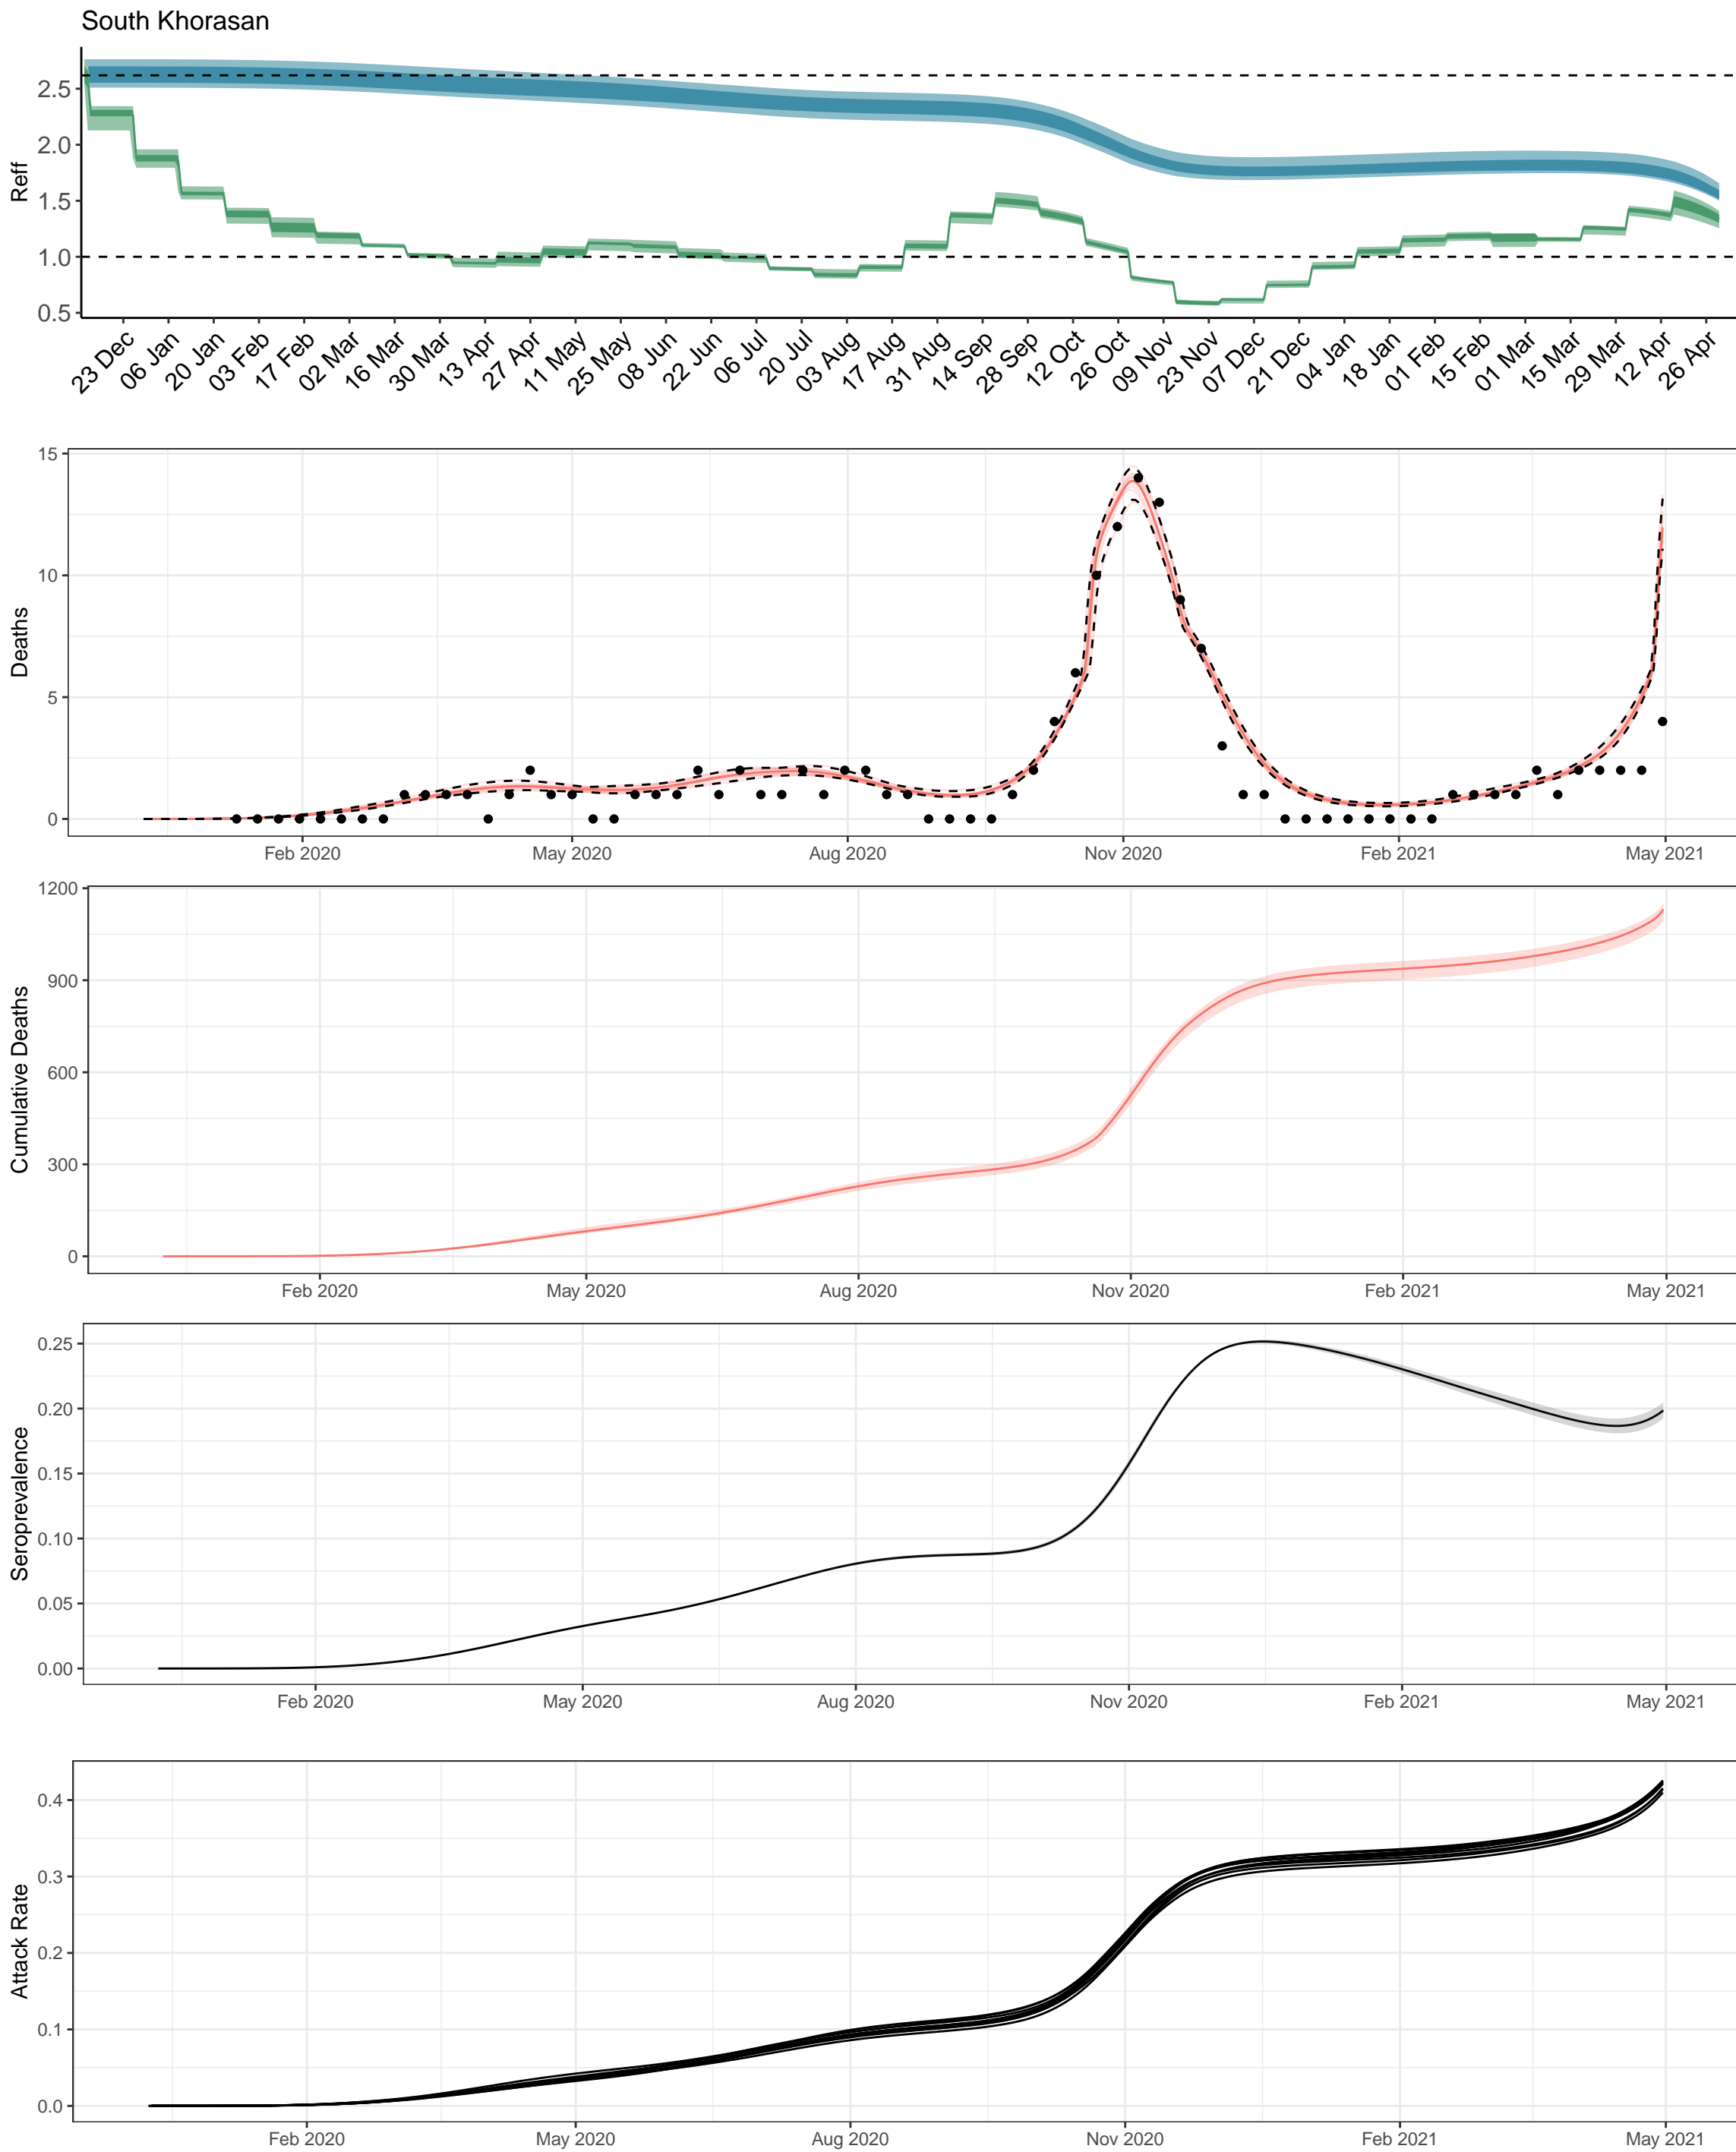 South Khorasan
Reff
2.5
2.0
1.5
1.0
0.5
23 Dec
06 Jan
20 Jan
03 Feb
17 Feb
02 Mar
16 Mar
30 Mar
13 Apr
27 Apr
11 May
25 May
08 Jun
22 Jun
06 Jul
20 Jul
03 Aug
17 Aug
31 Aug
14 Sep
28 Sep
12 Oct
26 Oct
09 Nov
23 Nov
07 Dec
21 Dec
04 Jan
18 Jan
01 Feb
15 Feb
01 Mar
15 Mar
29 Mar
12 Apr
26 Apr
Deaths
15
10
5
0
Feb 2020 May 2020 Aug 2020 Nov 2020 Feb 2021 May 2021
Cumulative Deaths
1200
900
600
300
0
Feb 2020 May 2020 Aug 2020 Nov 2020 Feb 2021 May 2021
Seroprevalence
0.25
0.20
0.15
0.10
0.05
0.00
Feb 2020 May 2020 Aug 2020 Nov 2020 Feb 2021 May 2021
Attack Rate
0.4
0.3
0.2
0.1
0.0
Feb 2020 May 2020 Aug 2020 Nov 2020 Feb 2021 May 2021